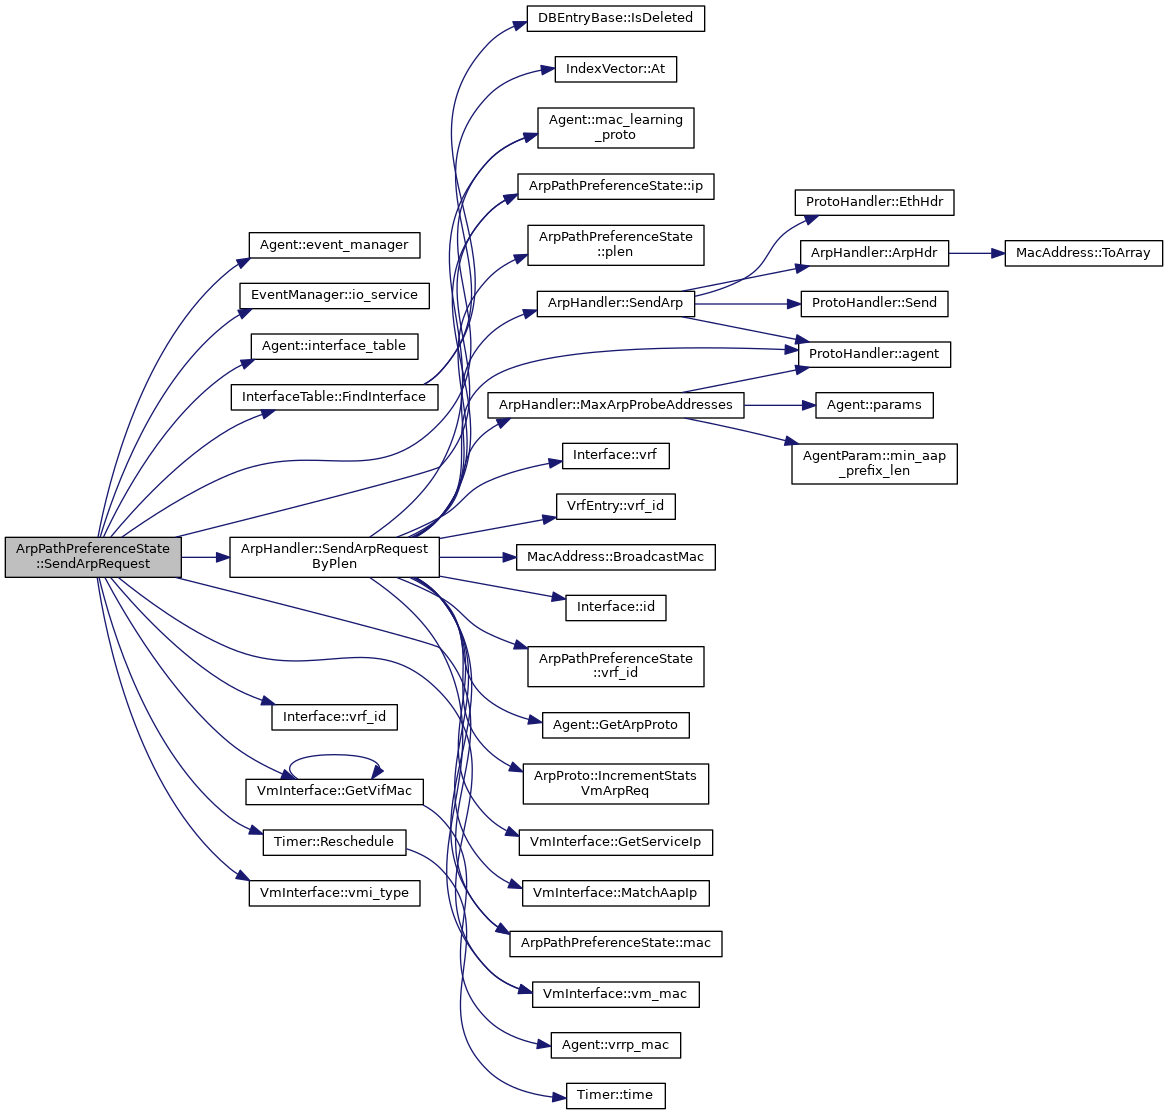 ArpPathPreferenceState
::SendArpRequest
Agent::event_manager
EventManager::io_service
Agent::interface_table
InterfaceTable::FindInterface
ArpHandler::SendArpRequest
ByPlen
Interface::vrf_id
VmInterface::GetVifMac
Timer::Reschedule
VmInterface::vmi_type
DBEntryBase::IsDeleted
IndexVector::At
Agent::mac_learning
_proto
ArpPathPreferenceState::ip
ArpPathPreferenceState
::plen
ArpHandler::SendArp
ArpHandler::MaxArpProbeAddresses
Interface::vrf
VrfEntry::vrf_id
MacAddress::BroadcastMac
Interface::id
ArpPathPreferenceState
::vrf_id
Agent::GetArpProto
ArpProto::IncrementStats
VmArpReq
VmInterface::GetServiceIp
VmInterface::MatchAapIp
ArpPathPreferenceState::mac
VmInterface::vm_mac
Agent::vrrp_mac
Timer::time
ProtoHandler::EthHdr
ArpHandler::ArpHdr
ProtoHandler::Send
ProtoHandler::agent
Agent::params
AgentParam::min_aap
_prefix_len
MacAddress::ToArray